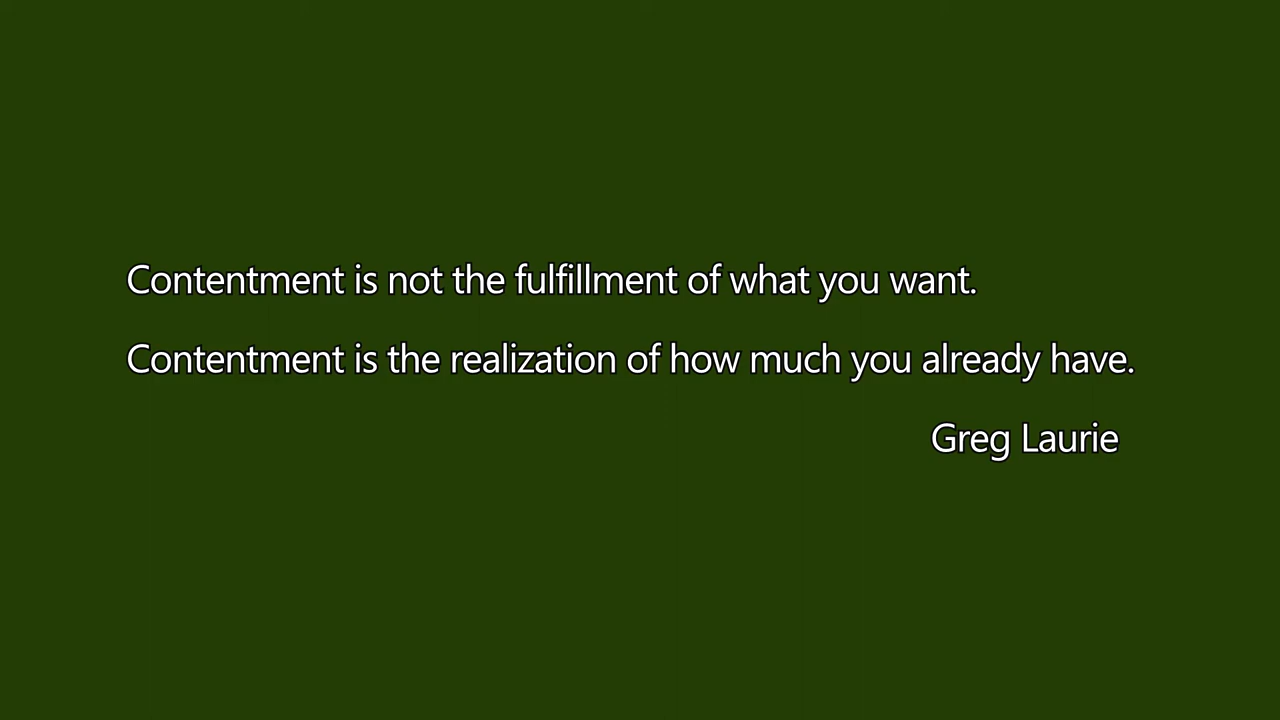 Contentment is not the fulfillment of what you want.
Contentment is the realization of how much you already have.
Greg Laurie